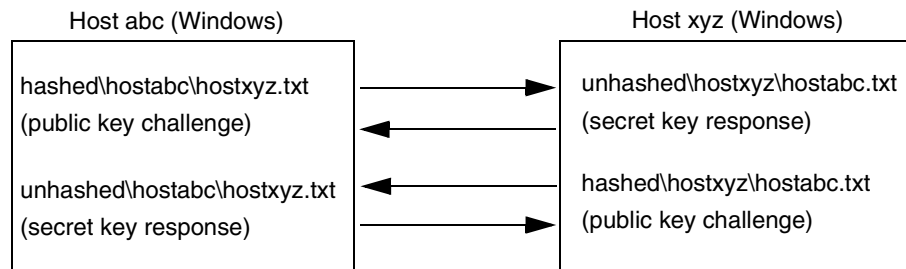 Host abc (Windows)
hashed\hostabc\hostxyz.txt
(public key challenge)
unhashed\hostabc\hostxyz.txt
(secret key response)
Host xyz (Windows)
unhashed\hostxyz\hostabc.txt
(secret key response)
hashed\hostxyz\hostabc.txt
(public key challenge)